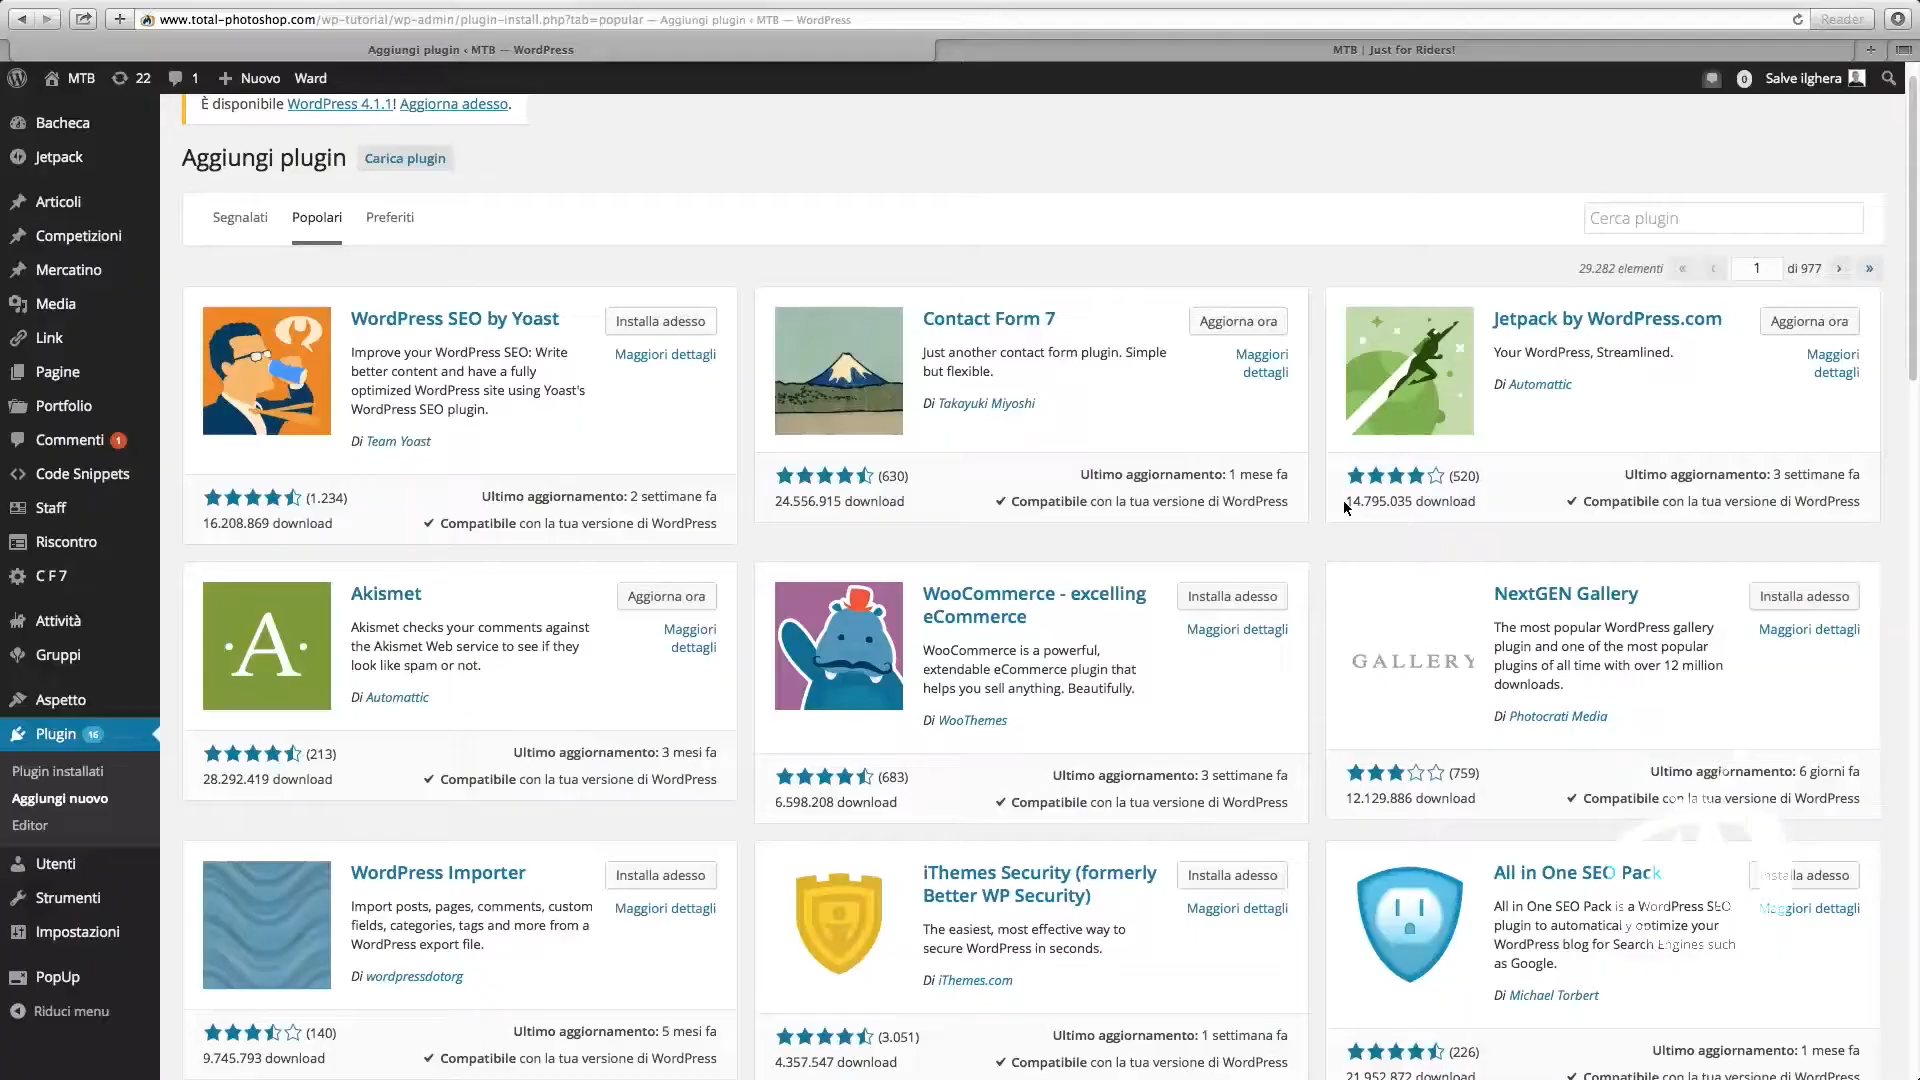 www.total-photoshop.com/wp-tutorial/wp-admin/plugin-install.php?tab=popular — Aggiungi plugin ‹ MTB — WordPress
Reader
Aggiungi plugin ‹ MTB — WordPress
MTB | Just for Riders!
MTB 22 1 Nuovo Ward
0 Salve ilghera
È disponibile WordPress 4.1.1! Aggiorna adesso.
Bacheca
Jetpack
Articoli
Competizioni
Mercatino
Media
Link
Pagine
Portfolio
Commenti 1
Code Snippets
Staff
Riscontro
C F 7
Attività
Gruppi
Aspetto
Plugin 16
Plugin installati
Aggiungi nuovo
Editor
Utenti
Strumenti
Impostazioni
PopUp
Riduci menu
Aggiungi plugin Carica plugin
Segnalati Popolari Preferiti
Cerca plugin
29.282 elementi « ‹ 1 di 977 › »
WordPress SEO by Yoast
Installa adesso
Maggiori dettagli
Improve your WordPress SEO: Write
better content and have a fully
optimized WordPress site using Yoast's
WordPress SEO plugin.
Di Team Yoast
(1.234)
Ultimo aggiornamento: 2 settimane fa
16.208.869 download
✔ Compatibile con la tua versione di WordPress
Contact Form 7
Aggiorna ora
Maggiori
dettagli
Just another contact form plugin. Simple
but flexible.
Di Takayuki Miyoshi
(630)
Ultimo aggiornamento: 1 mese fa
24.556.915 download
✔ Compatibile con la tua versione di WordPress
Jetpack by WordPress.com
Aggiorna ora
Maggiori
dettagli
Your WordPress, Streamlined.
Di Automattic
(520)
Ultimo aggiornamento: 3 settimane fa
14.795.035 download
✔ Compatibile con la tua versione di WordPress
·A·
Akismet
Aggiorna ora
Maggiori
dettagli
Akismet checks your comments against
the Akismet Web service to see if they
look like spam or not.
Di Automattic
(213)
Ultimo aggiornamento: 3 mesi fa
28.292.419 download
✔ Compatibile con la tua versione di WordPress
WooCommerce - excelling
eCommerce
Installa adesso
Maggiori dettagli
WooCommerce is a powerful,
extendable eCommerce plugin that
helps you sell anything. Beautifully.
Di WooThemes
(683)
Ultimo aggiornamento: 3 settimane fa
6.598.208 download
✔ Compatibile con la tua versione di WordPress
GALLERY
NextGEN Gallery
Installa adesso
Maggiori dettagli
The most popular WordPress gallery
plugin and one of the most popular
plugins of all time with over 12 million
downloads.
Di Photocrati Media
(759)
Ultimo aggiornamento: 6 giorni fa
12.129.886 download
✔ Compatibile con la tua versione di WordPress
WordPress Importer
Installa adesso
Maggiori dettagli
Import posts, pages, comments, custom
fields, categories, tags and more from a
WordPress export file.
Di wordpressdotorg
(140)
Ultimo aggiornamento: 5 mesi fa
9.745.793 download
✔ Compatibile con la tua versione di WordPress
iThemes Security (formerly
Better WP Security)
Installa adesso
Maggiori dettagli
The easiest, most effective way to
secure WordPress in seconds.
Di iThemes.com
(3.051)
Ultimo aggiornamento: 1 settimana fa
4.357.547 download
✔ Compatibile con la tua versione di WordPress
All in One SEO Pack
Installa adesso
Maggiori dettagli
All in One SEO Pack is a WordPress SEO
plugin to automatically optimize your
WordPress blog for Search Engines such
as Google.
Di Michael Torbert
(226)
Ultimo aggiornamento: 1 mese fa
21.952.872 download
✔ Compatibile con la tua versione di WordPress